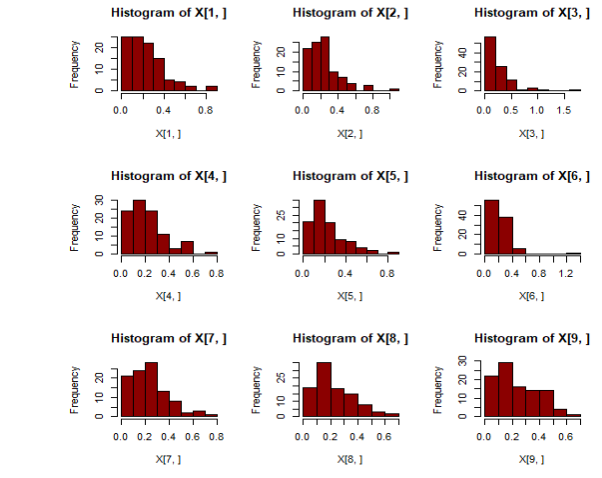 Histogram of X[1, ] Histogram of X[2, ] Histogram of X[3, ]
Frequency Frequency Frequency
0 10 20 0 10 25 0 20 40
0.0 0.4 0.8 0.0 0.4 0.8 0.0 0.5 1.0 1.5
X[1, ] X[2, ] X[3, ]
Histogram of X[4, ] Histogram of X[5, ] Histogram of X[6, ]
Frequency Frequency Frequency
0 10 20 30 0 10 25 0 20 40
0.0 0.2 0.4 0.6 0.8 0.0 0.4 0.8 0.0 0.4 0.8 1.2
X[4, ] X[5, ] X[6, ]
Histogram of X[7, ] Histogram of X[8, ] Histogram of X[9, ]
Frequency Frequency Frequency
0 10 20 0 10 25 0 10 20 30
0.0 0.2 0.4 0.6 0.8 0.0 0.2 0.4 0.6 0.0 0.2 0.4 0.6
X[7, ] X[8, ] X[9, ]